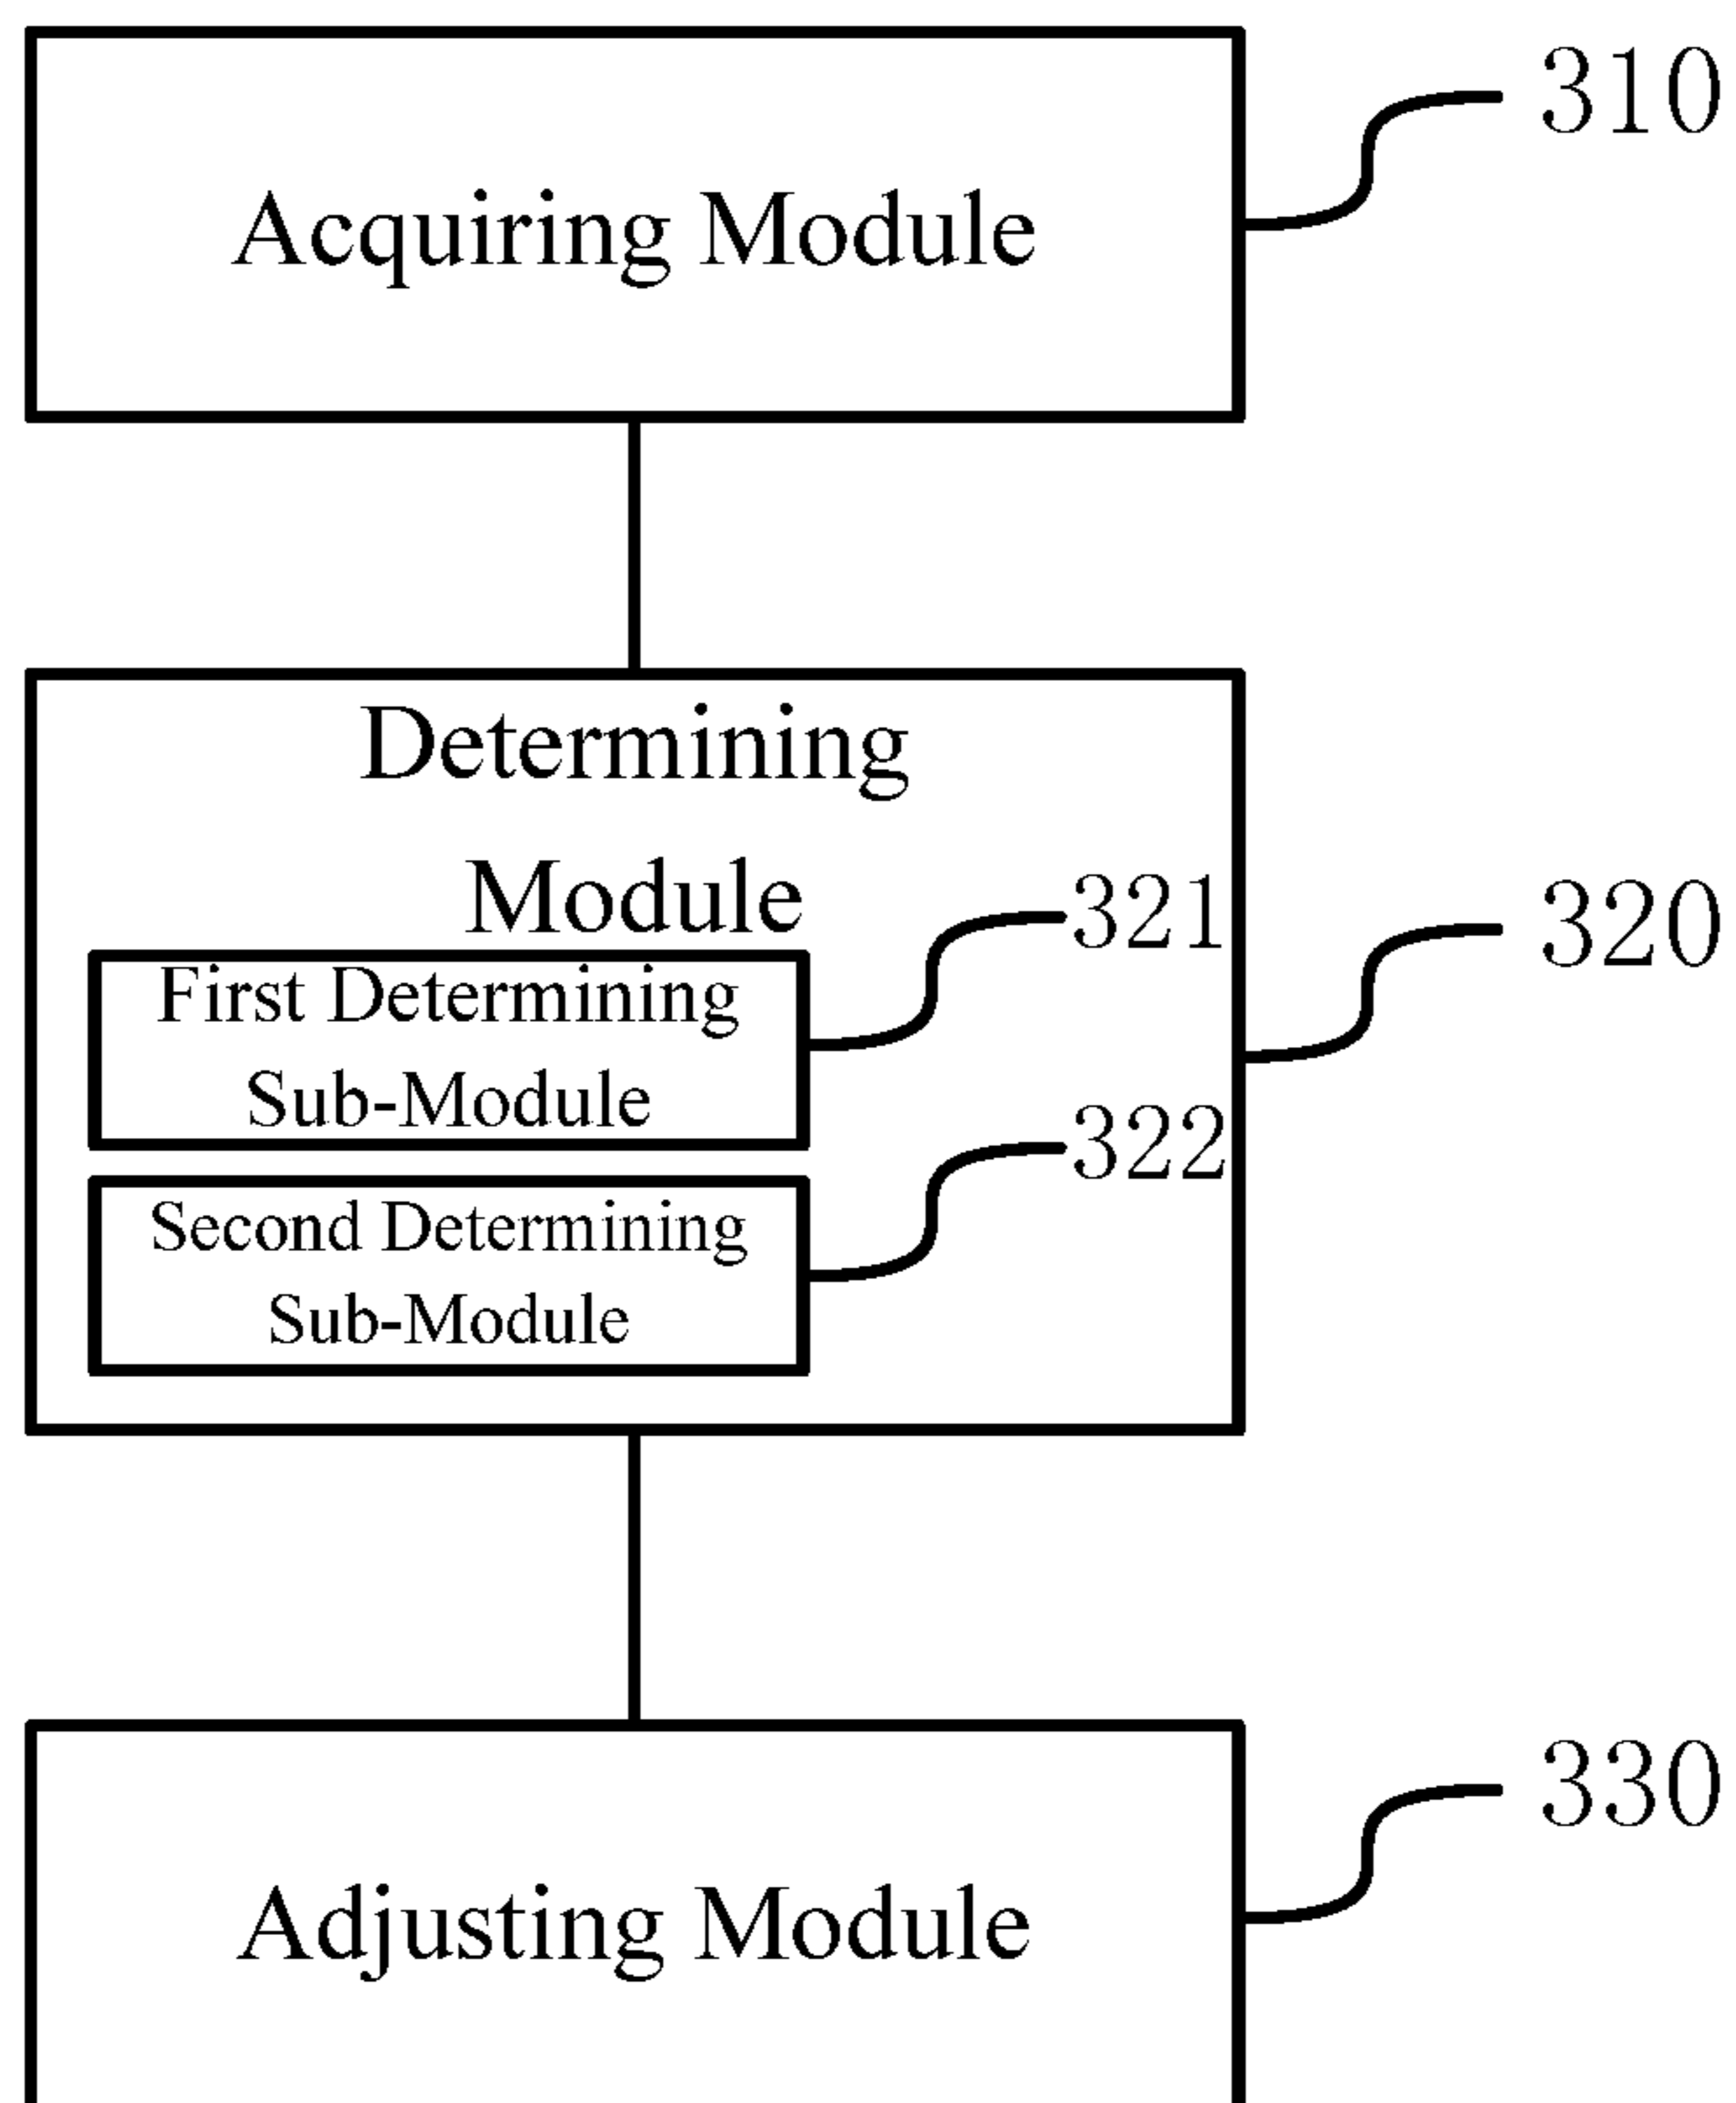 310
Acquiring Module
Determining
Module
321
320
First Determining
Sub-Module
322
Second Determining
Sub-Module
330
Adjusting Module